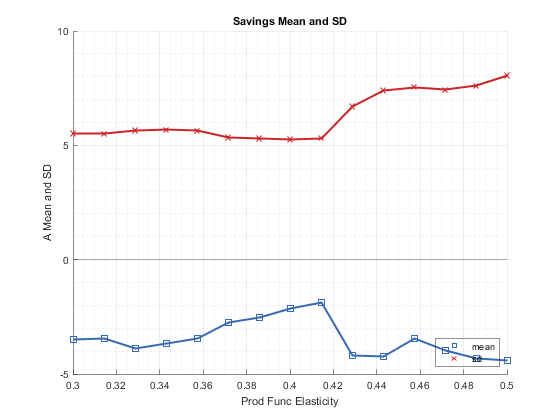 Savings Mean and SD
10
5
0
-5
A Mean and SD
0.3 0.32 0.34 0.36 0.38 0.4 0.42 0.44 0.46 0.48 0.5
Prod Func Elasticity
mean